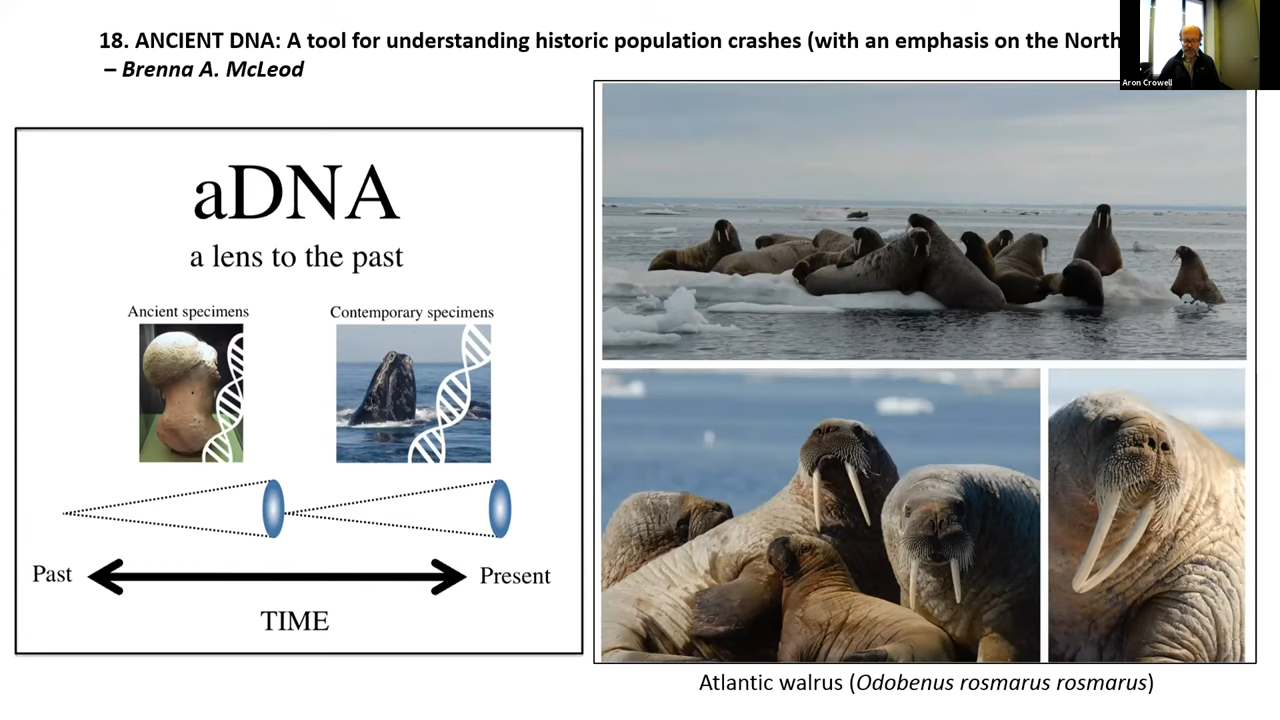 18. ANCIENT DNA: A tool for understanding historic population crashes (with an emphasis on the North
– Brenna A. McLeod
Aron Crowell
aDNA
a lens to the past
Ancient specimens
Contemporary specimens
Past
Present
TIME
Atlantic walrus (Odobenus rosmarus rosmarus)